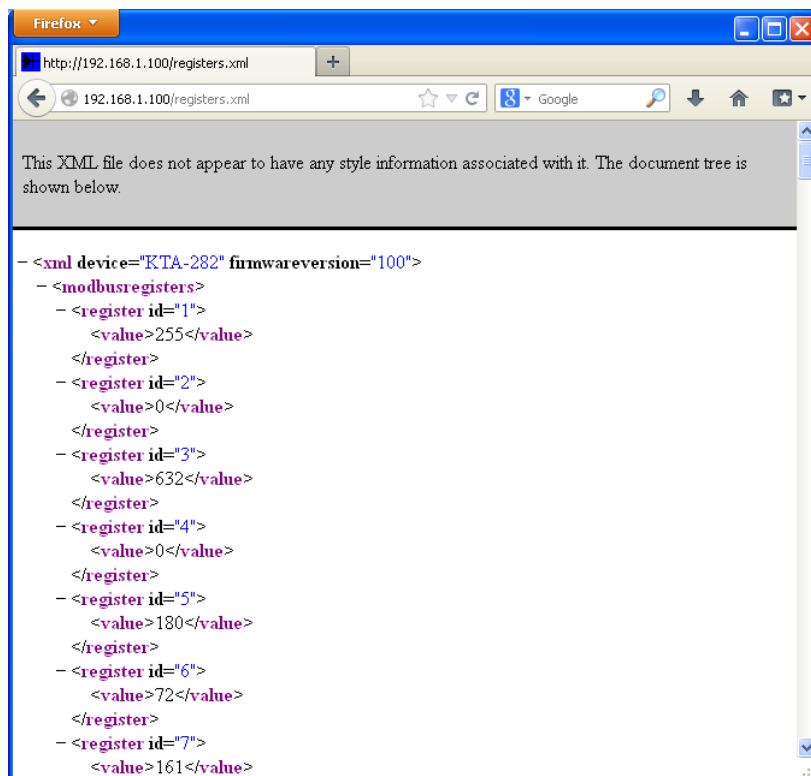 Firefox
http://192.168.1.100/registers.xml
192.168.1.100/registers.xml
8 Google
This XML file does not appear to have any style information associated with it. The document tree is
shown below.
− <xml device="KTA-282" firmwareversion="100">
− <modbusregisters>
− <register id="1">
<value>255</value>
</register>
− <register id="2">
<value>0</value>
</register>
− <register id="3">
<value>632</value>
</register>
− <register id="4">
<value>0</value>
</register>
− <register id="5">
<value>180</value>
</register>
− <register id="6">
<value>72</value>
</register>
− <register id="7">
<value>161</value>